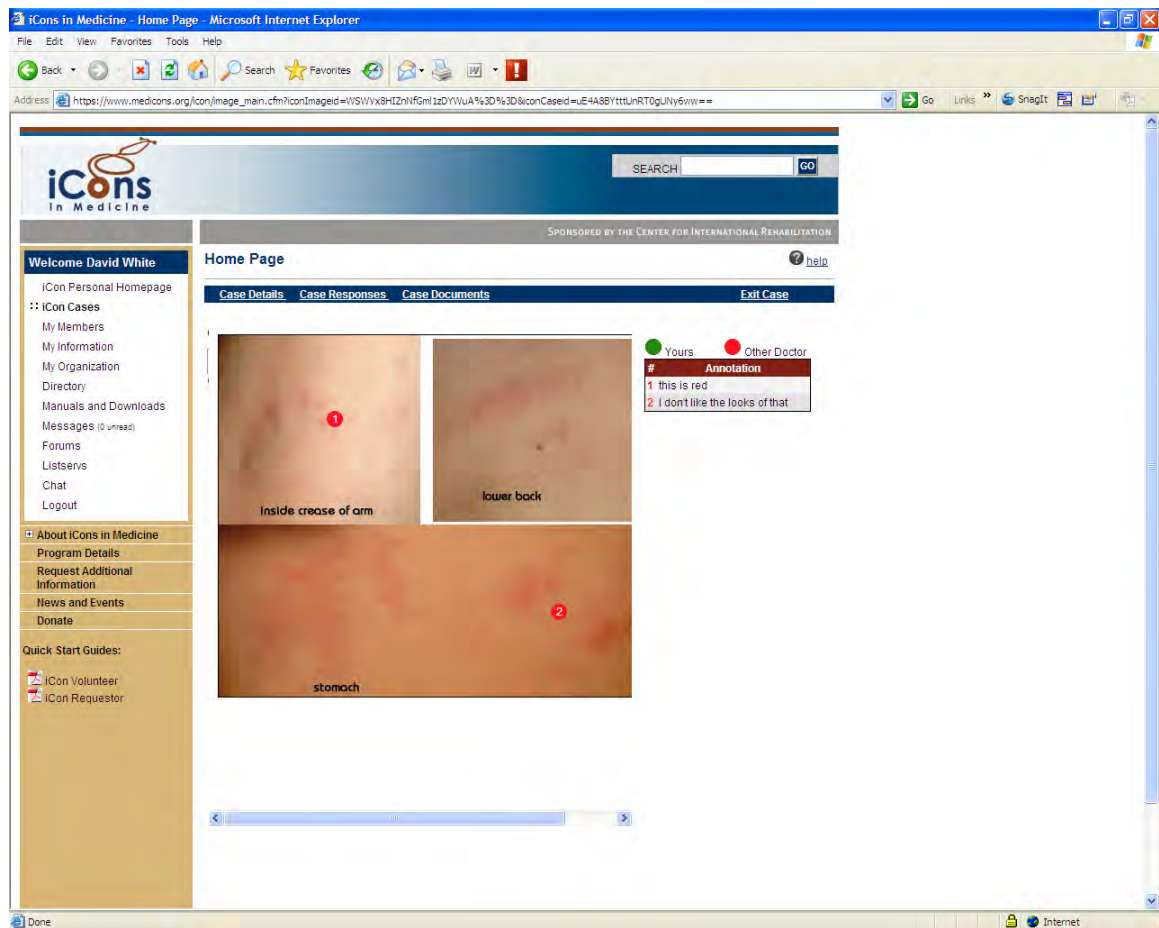 iCons in Medicine - Home Page - Microsoft Internet Explorer
File Edit View Favorites Tools Help
Back Search Favorites
Address https://www.medicons.org/icon/image_main.cfm?iconImageid=WSWVx8HIZnNfGml1zDYWuA%3D%3D&iconCaseid=uE4A8BYtttUnRT0gUNy6ww== Go Links » SnagIt
iCons
In Medicine
SEARCH GO
SPONSORED BY THE CENTER FOR INTERNATIONAL REHABILITATION
Welcome David White
iCon Personal Homepage
iCon Cases
My Members
My Information
My Organization
Directory
Manuals and Downloads
Messages (0 unread)
Forums
Listservs
Chat
Logout
About iCons in Medicine
Program Details
Request Additional
Information
News and Events
Donate
Quick Start Guides:
iCon Volunteer
iCon Requestor
Home Page
help
Case Details Case Responses Case Documents Exit Case
1
inside crease of arm
lower back
2
stomach
Yours Other Doctor
# Annotation
1 this is red
2 I don't like the looks of that
Done Internet